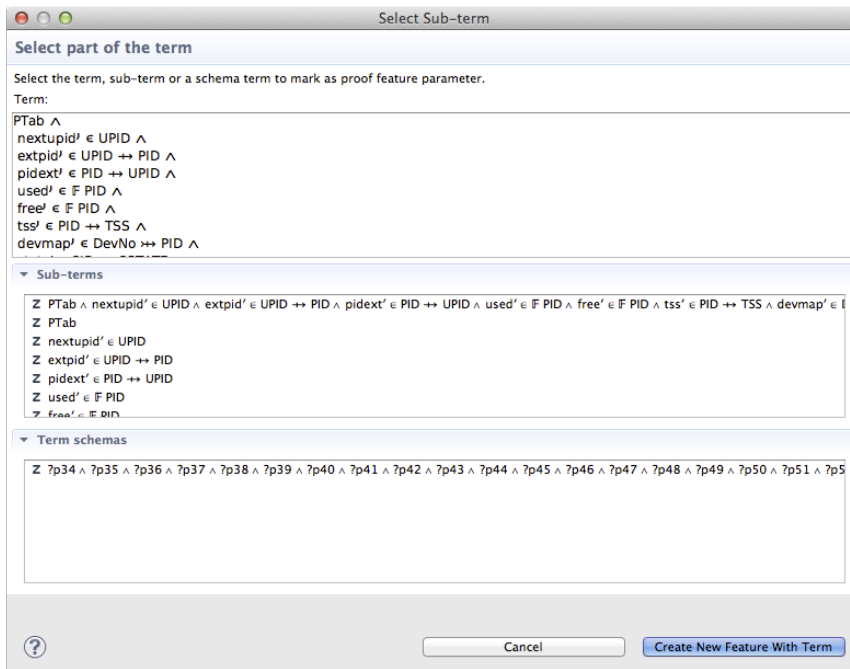 Select Sub-term
Select part of the term
Select the term, sub-term or a schema term to mark as proof feature parameter.
Term:
PTab ∧
nextupid′ ∈ UPID ∧
extpid′ ∈ UPID ⇸ PID ∧
pidext′ ∈ PID ⇸ UPID ∧
used′ ∈ 𝔽 PID ∧
free′ ∈ 𝔽 PID ∧
tss′ ∈ PID ⇸ TSS ∧
devmap′ ∈ DevNo ⤔ PID ∧
Sub-terms
Z PTab ∧ nextupid′ ∈ UPID ∧ extpid′ ∈ UPID ⇸ PID ∧ pidext′ ∈ PID ⇸ UPID ∧ used′ ∈ 𝔽 PID ∧ free′ ∈ 𝔽 PID ∧ tss′ ∈ PID ⇸ TSS ∧ devmap′ ∈
Z PTab
Z nextupid′ ∈ UPID
Z extpid′ ∈ UPID ⇸ PID
Z pidext′ ∈ PID ⇸ UPID
Z used′ ∈ 𝔽 PID
Z free′ ∈ 𝔽 PID
Term schemas
Z ?p34 ∧ ?p35 ∧ ?p36 ∧ ?p37 ∧ ?p38 ∧ ?p39 ∧ ?p40 ∧ ?p41 ∧ ?p42 ∧ ?p43 ∧ ?p44 ∧ ?p45 ∧ ?p46 ∧ ?p47 ∧ ?p48 ∧ ?p49 ∧ ?p50 ∧ ?p51 ∧ ?p5
?
Cancel
Create New Feature With Term